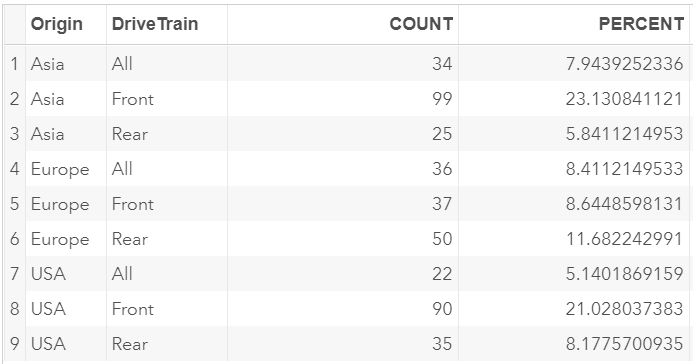 Origin DriveTrain COUNT PERCENT
1 Asia All 34 7.9439252336
2 Asia Front 99 23.130841121
3 Asia Rear 25 5.8411214953
4 Europe All 36 8.4112149533
5 Europe Front 37 8.6448598131
6 Europe Rear 50 11.682242991
7 USA All 22 5.1401869159
8 USA Front 90 21.028037383
9 USA Rear 35 8.1775700935